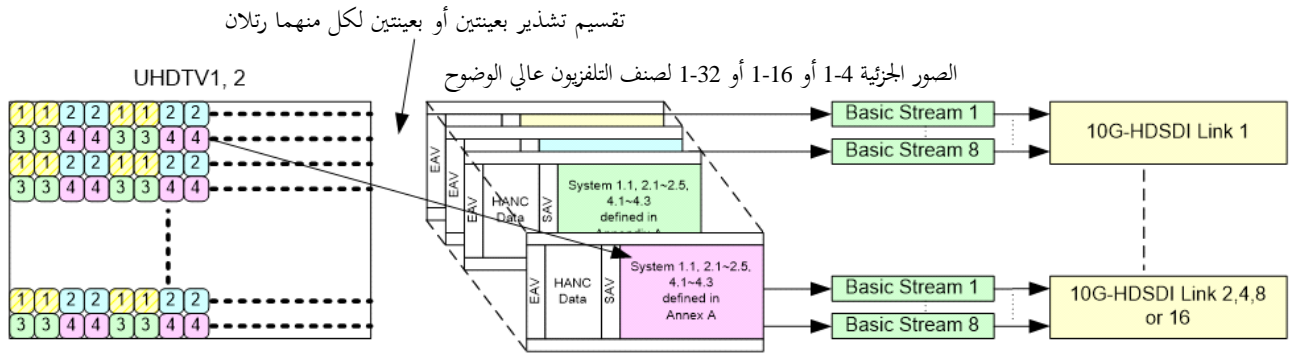 تقسيم تشذير بعينتين أو بعينتين لكل منهما رتلان
الصور الجزئية 4-1 أو 16-1 أو 32-1 لصنف التلفزيون عالي الوضوح
UHDTV1, 2
1 1 2 2 1 1 2 2
3 3 4 4 3 3 4 4
1 1 2 2 1 1 2 2
3 3 4 4 3 3 4 4
1 1 2 2 1 1 2 2
3 3 4 4 3 3 4 4
EAV
EAV
EAV
HANC
Data
SAV
System 1.1, 2.1~2.5,
4.1~4.3
defined in
EAV
HANC
Data
SAV
System 1.1, 2.1~2.5,
4.1~4.3
defined in
Annex A
Basic Stream 1
Basic Stream 8
10G-HDSDI Link 1
Basic Stream 1
Basic Stream 8
10G-HDSDI Link 2,4,8
or 16